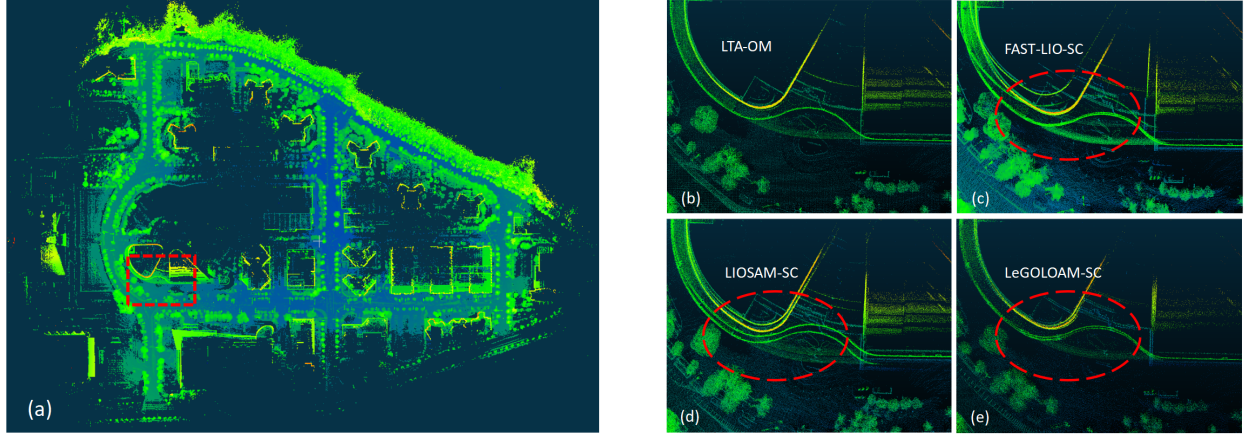 (a)
LTA-OM
(b)
FAST-LIO-SC
(c)
LIOSAM-SC
(d)
LeGOLOAM-SC
(e)